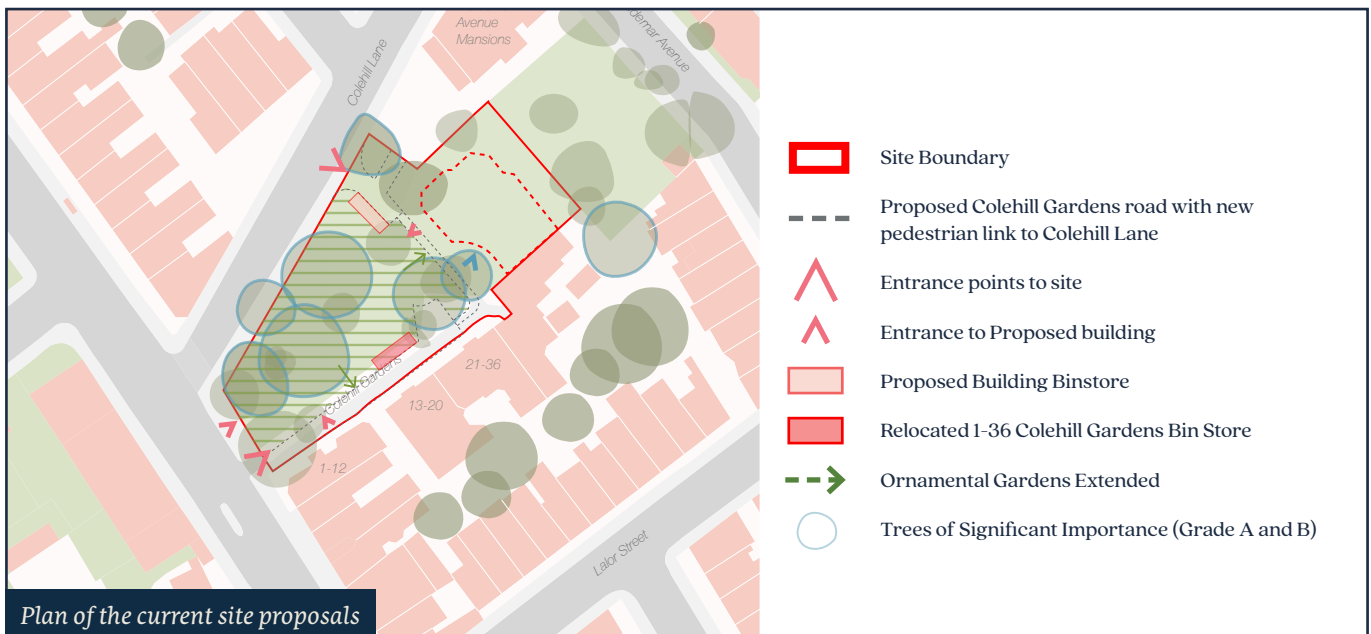 Avenue
Mansions
Colehill Lane
21-36
13-20
Colehill Gardens
1-12
Lalor Street
Plan of the current site proposals
Site Boundary
Proposed Colehill Gardens road with new
pedestrian link to Colehill Lane
Entrance points to site
Entrance to Proposed building
Proposed Building Binstore
Relocated 1-36 Colehill Gardens Bin Store
Ornamental Gardens Extended
Trees of Significant Importance (Grade A and B)